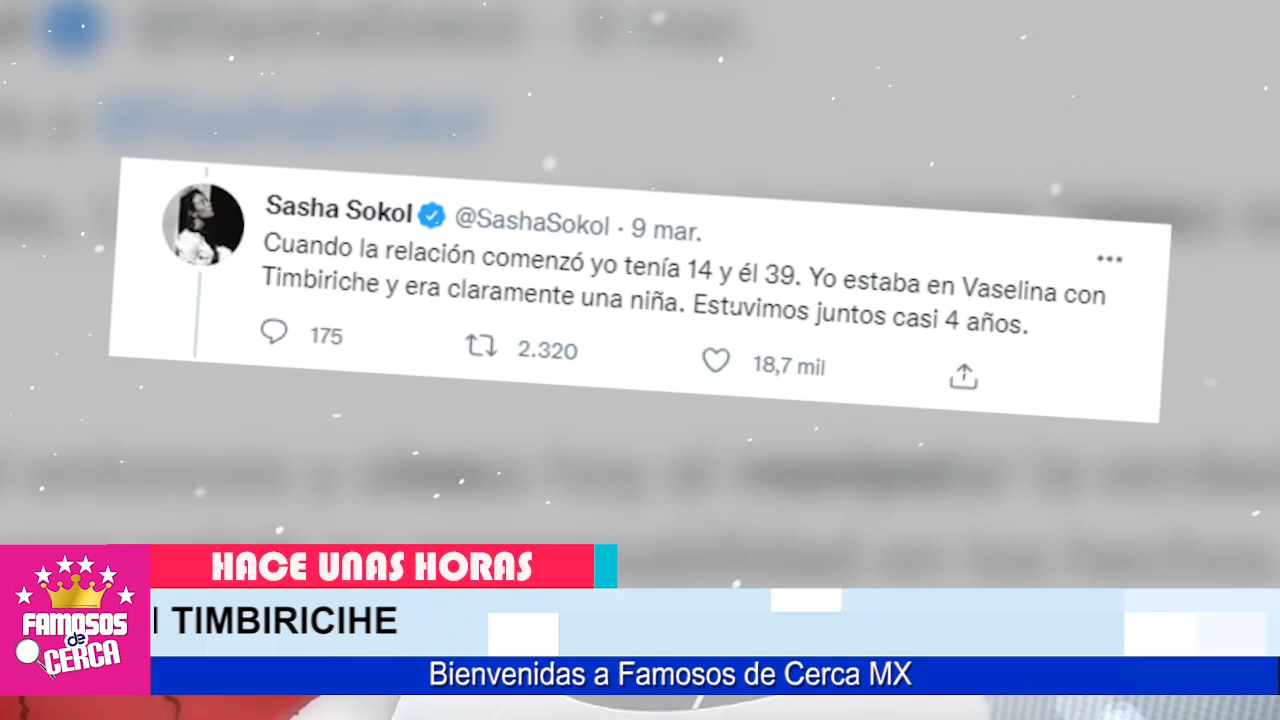 @SashaSokol
Sasha Sokol @SashaSokol · 9 mar.
Cuando la relación comenzó yo tenía 14 y él 39. Yo estaba en Vaselina con
Timbiriche y era claramente una niña. Estuvimos juntos casi 4 años.
175 2.320 18,7 mil
HACE UNAS HORAS
TIMBIRICIHE
FAMOSOS
de
CERCA
Bienvenidas a Famosos de Cerca MX